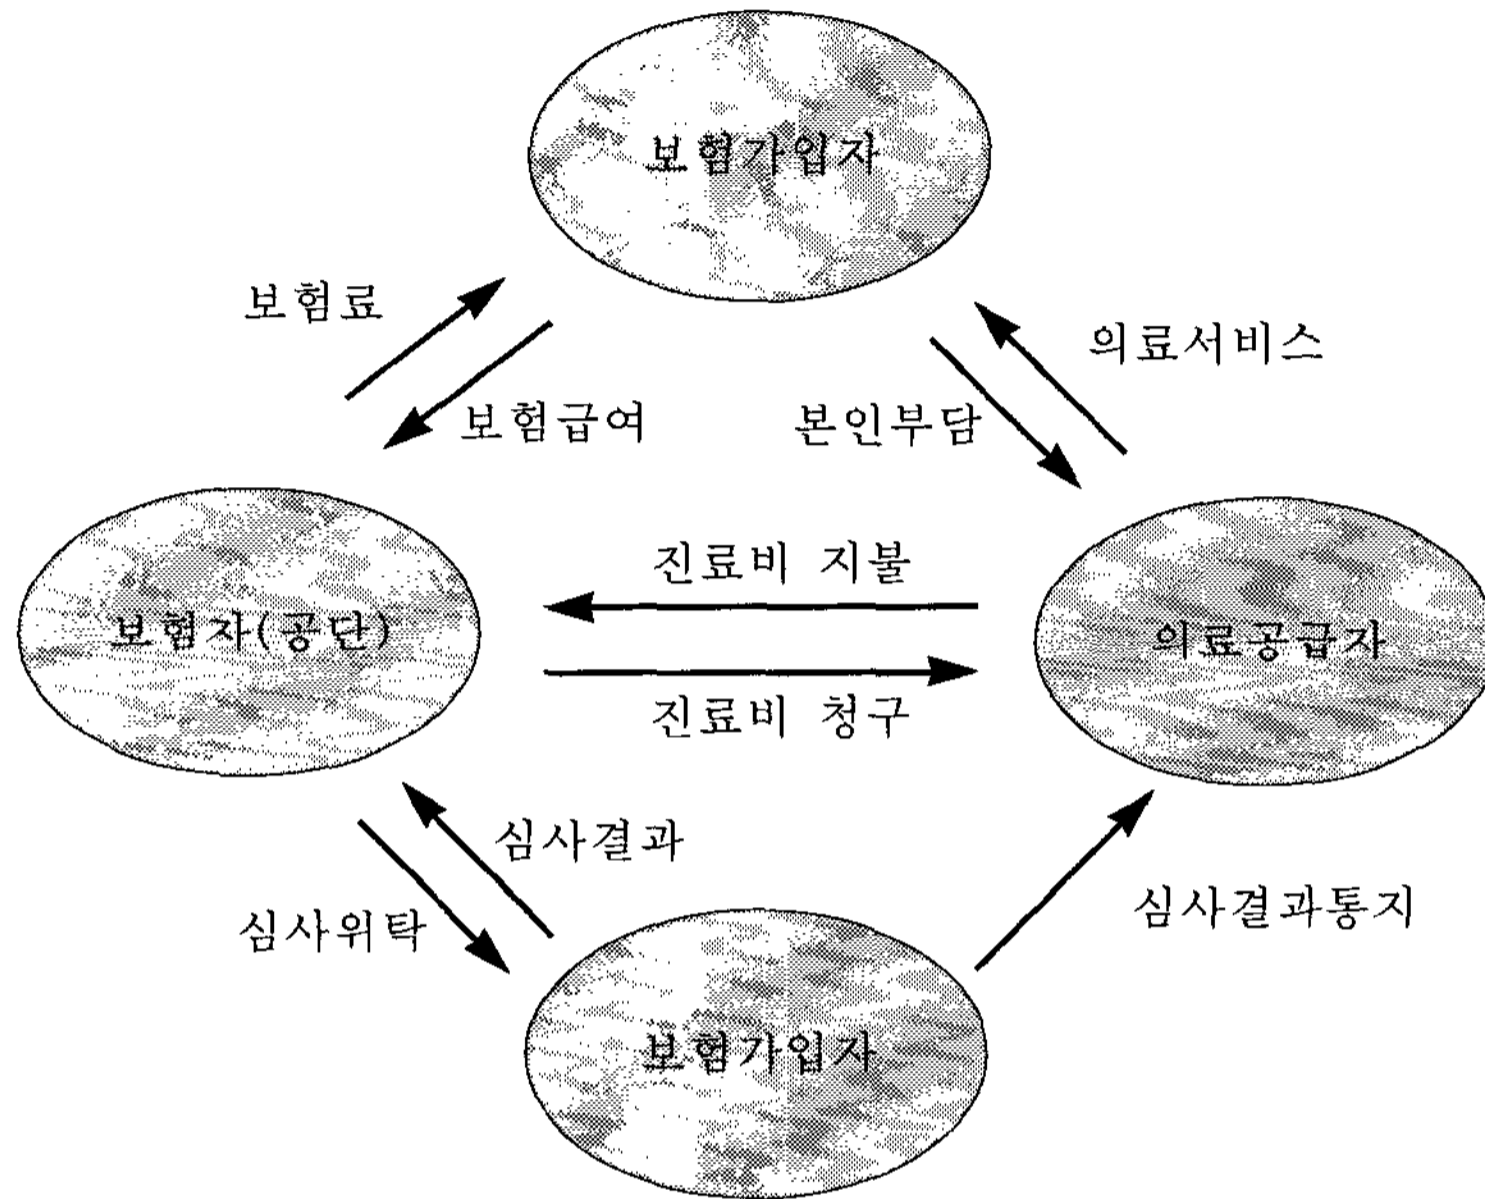 보험가입자
보험료
의료서비스
보험급여
본인부담
진료비 지불
보험자(공단)
의료공급자
진료비 청구
심사결과
심사위탁
심사결과통지
보험가입자